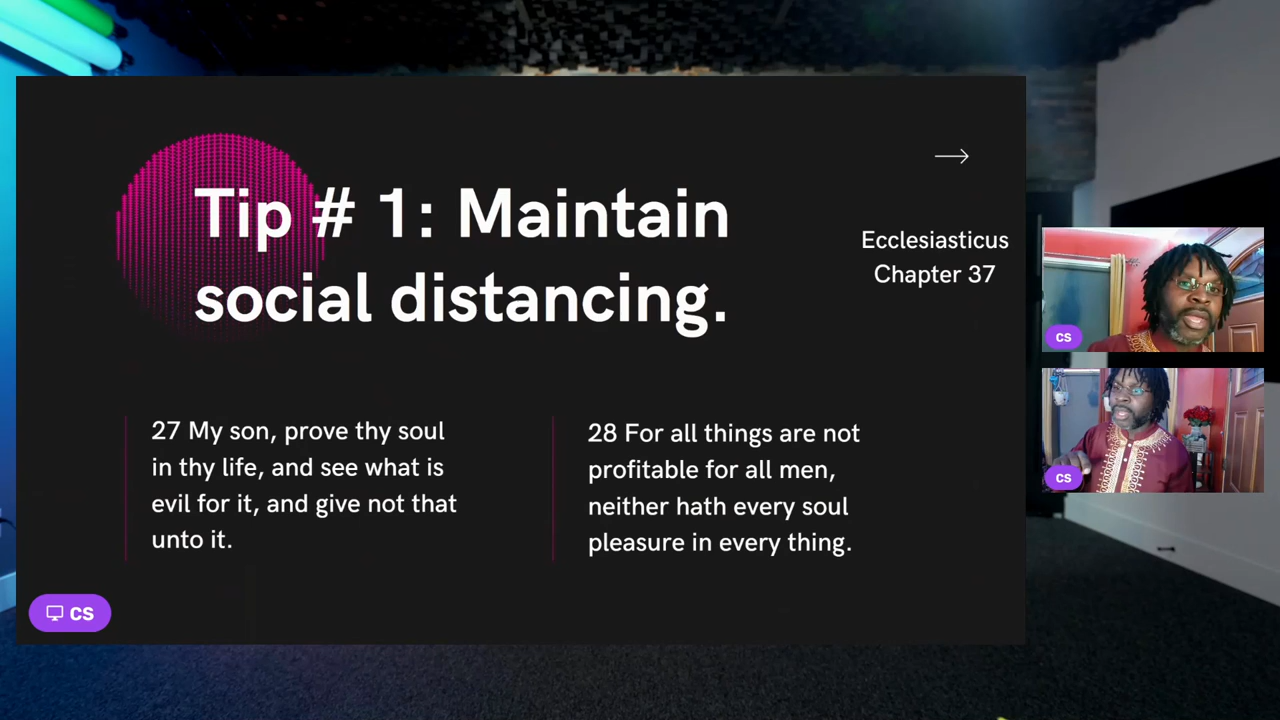 Tip # 1: Maintain
social distancing.
Ecclesiasticus
Chapter 37
27 My son, prove thy soul
in thy life, and see what is
evil for it, and give not that
unto it.
28 For all things are not
profitable for all men,
neither hath every soul
pleasure in every thing.
CS
CS
CS